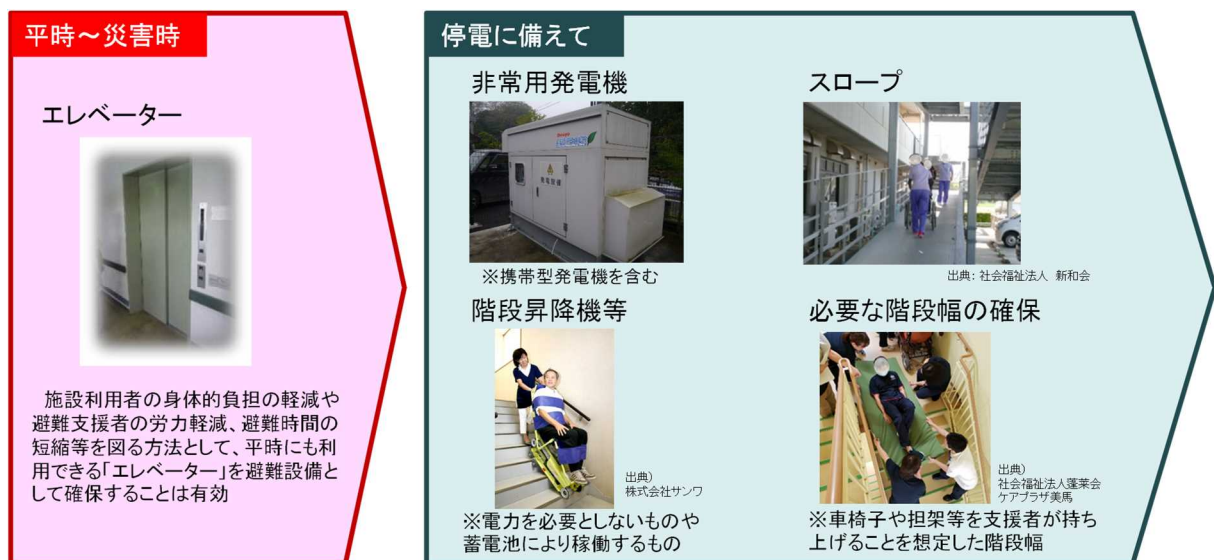 平時～災害時
エレベーター
施設利用者の身体的負担の軽減や
避難支援者の労力軽減、避難時間の
短縮等を図る方法として、平時にも利
用できる「エレベーター」を避難設備と
して確保することは有効
停電に備えて
非常用発電機
※携帯型発電機を含む
スロープ
出典: 社会福祉法人 新和会
階段昇降機等
出典)
株式会社サンワ
※電力を必要としないものや
蓄電池により稼働するもの
必要な階段幅の確保
出典)
社会福祉法人蓬莱会
ケアプラザ美馬
※車椅子や担架等を支援者が持ち
上げることを想定した階段幅